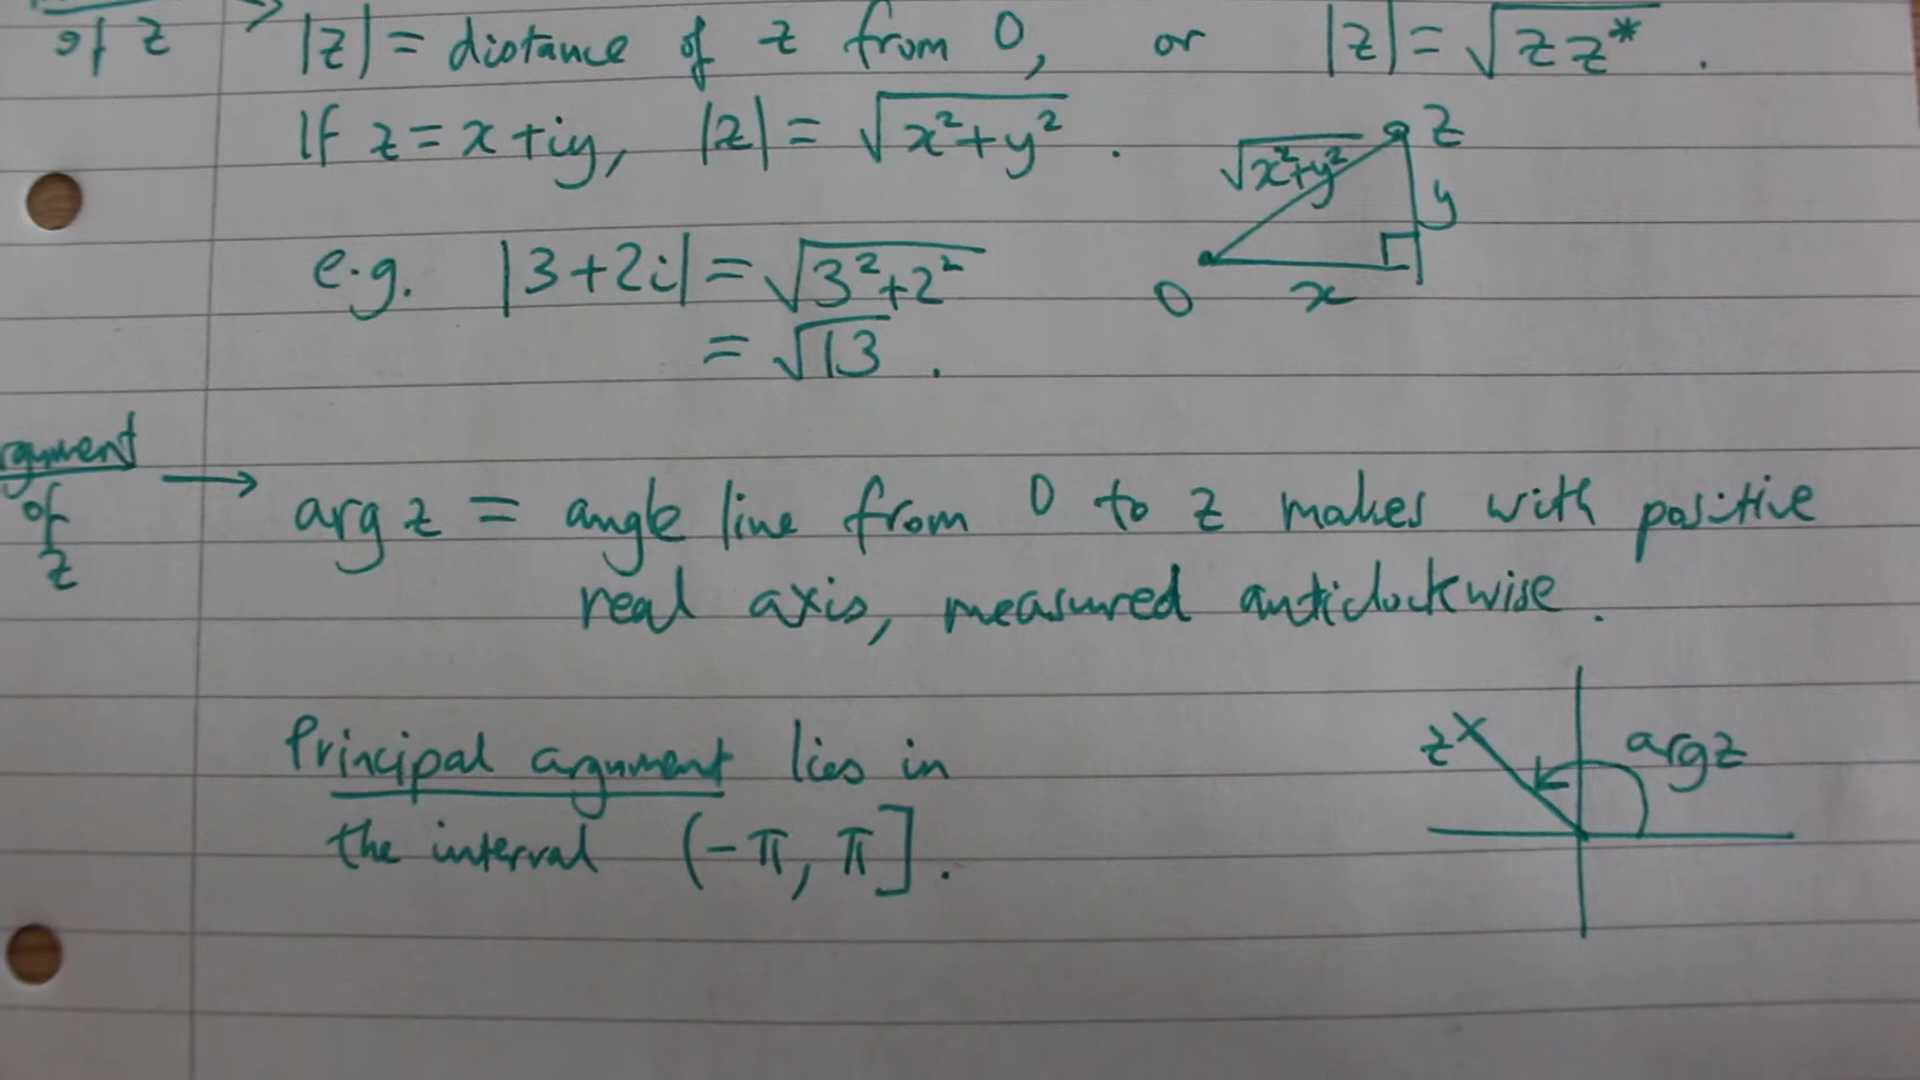 of z → |z| = distance of z from 0, or |z| = √zz* .
If z = x + iy, |z| = √x²+y² .
√x²+y² z
y
0 x
e.g. |3+2i| = √3²+2²
= √13 .
of
z
→ arg z = angle line from 0 to z makes with positive
real axis, measured anticlockwise .
Principal argument lies in
the interval (-π, π] .
z arg z